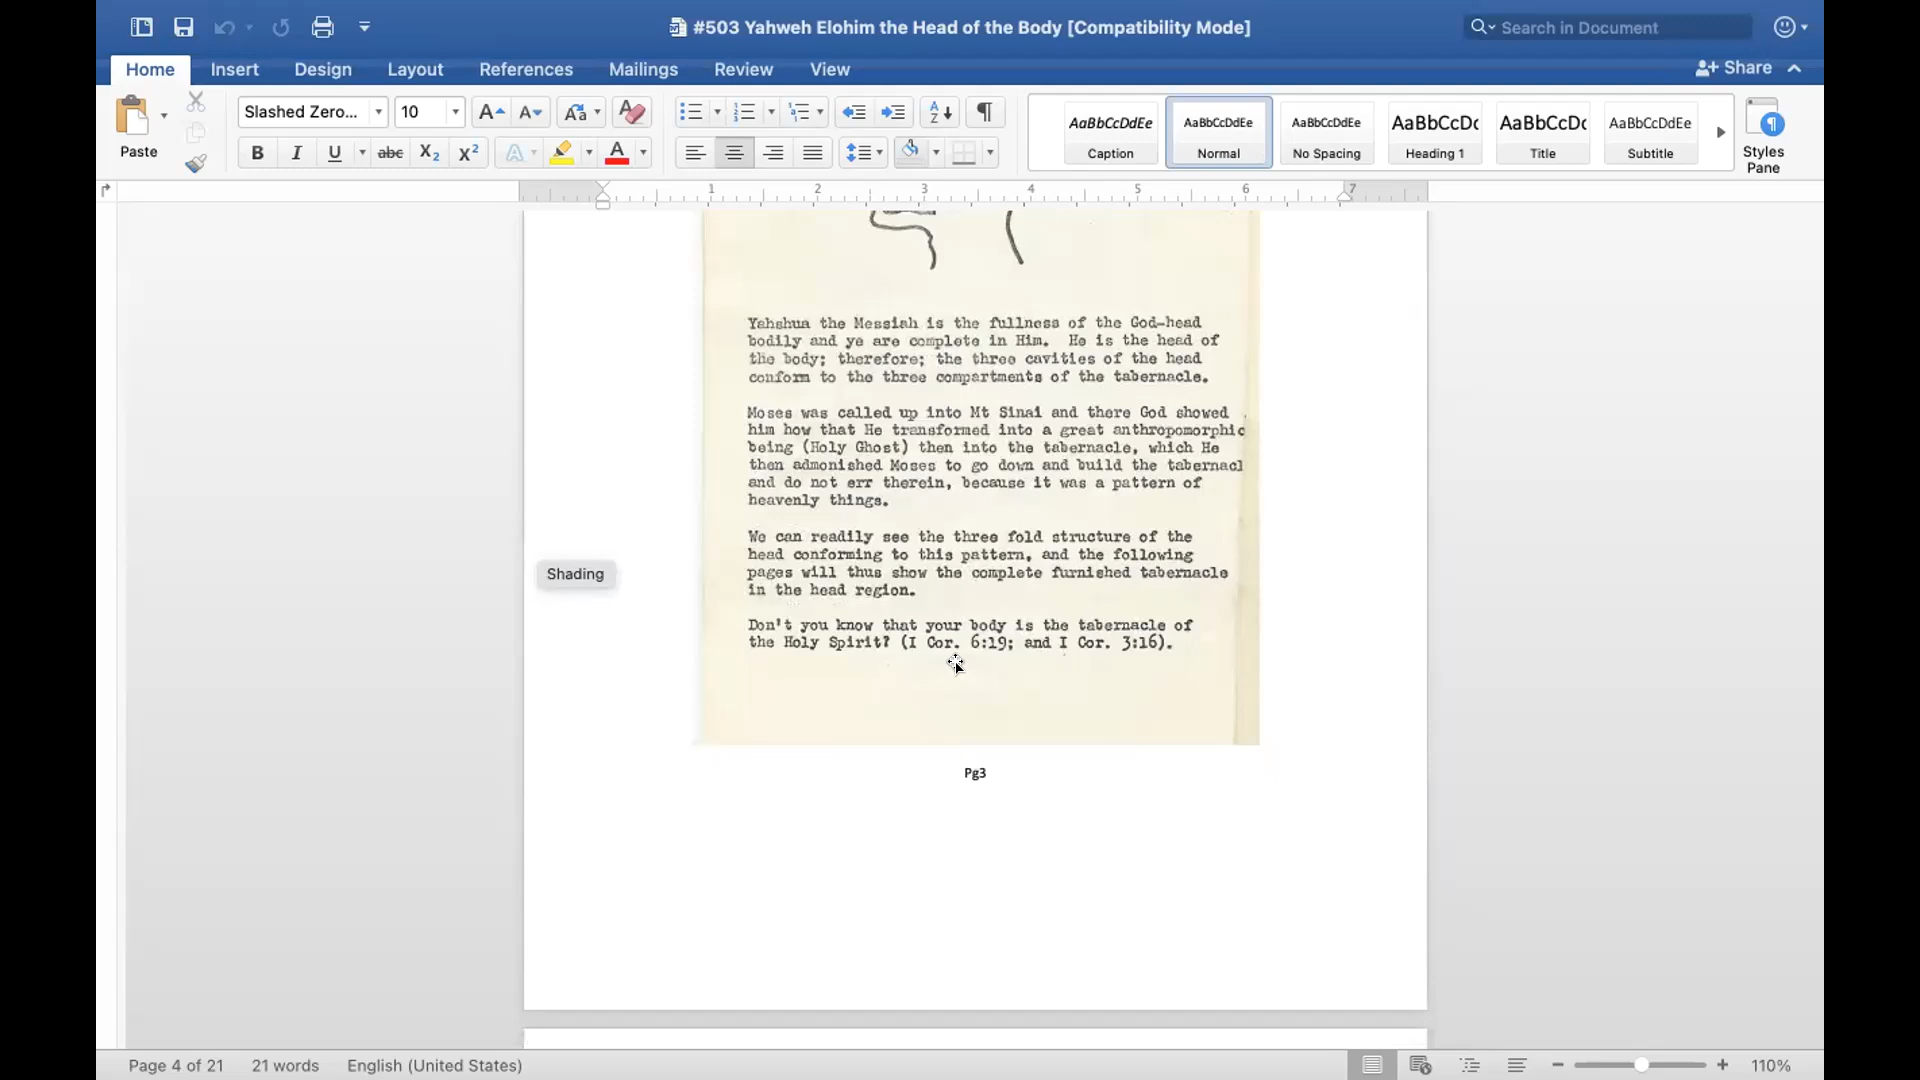 #503 Yahweh Elohim the Head of the Body [Compatibility Mode]
Search in Document
Home Insert Design Layout References Mailings Review View
Share
Paste
Slashed Zero... 10
AaBbCcDdEe AaBbCcDdEe AaBbCcDdEe AaBbCcDc AaBbCcDc AaBbCcDdEe
Caption Normal No Spacing Heading 1 Title Subtitle
Styles
Pane
1 2 3 4 5 6 7
Yahshua the Messiah is the fullness of the God-head
bodily and ye are complete in Him. He is the head of
the body; therefore; the three cavities of the head
conform to the three compartments of the tabernacle.
Moses was called up into Mt Sinai and there God showed
him how that He transformed into a great anthropomorphic
being (Holy Ghost) then into the tabernacle, which He
then admonished Moses to go down and build the tabernacl
and do not err therein, because it was a pattern of
heavenly things.
We can readily see the three fold structure of the
head conforming to this pattern, and the following
pages will thus show the complete furnished tabernacle
in the head region.
Shading
Don't you know that your body is the tabernacle of
the Holy Spirit? (I Cor. 6:19; and I Cor. 3:16).
Pg3
Page 4 of 21 21 words English (United States) 110%